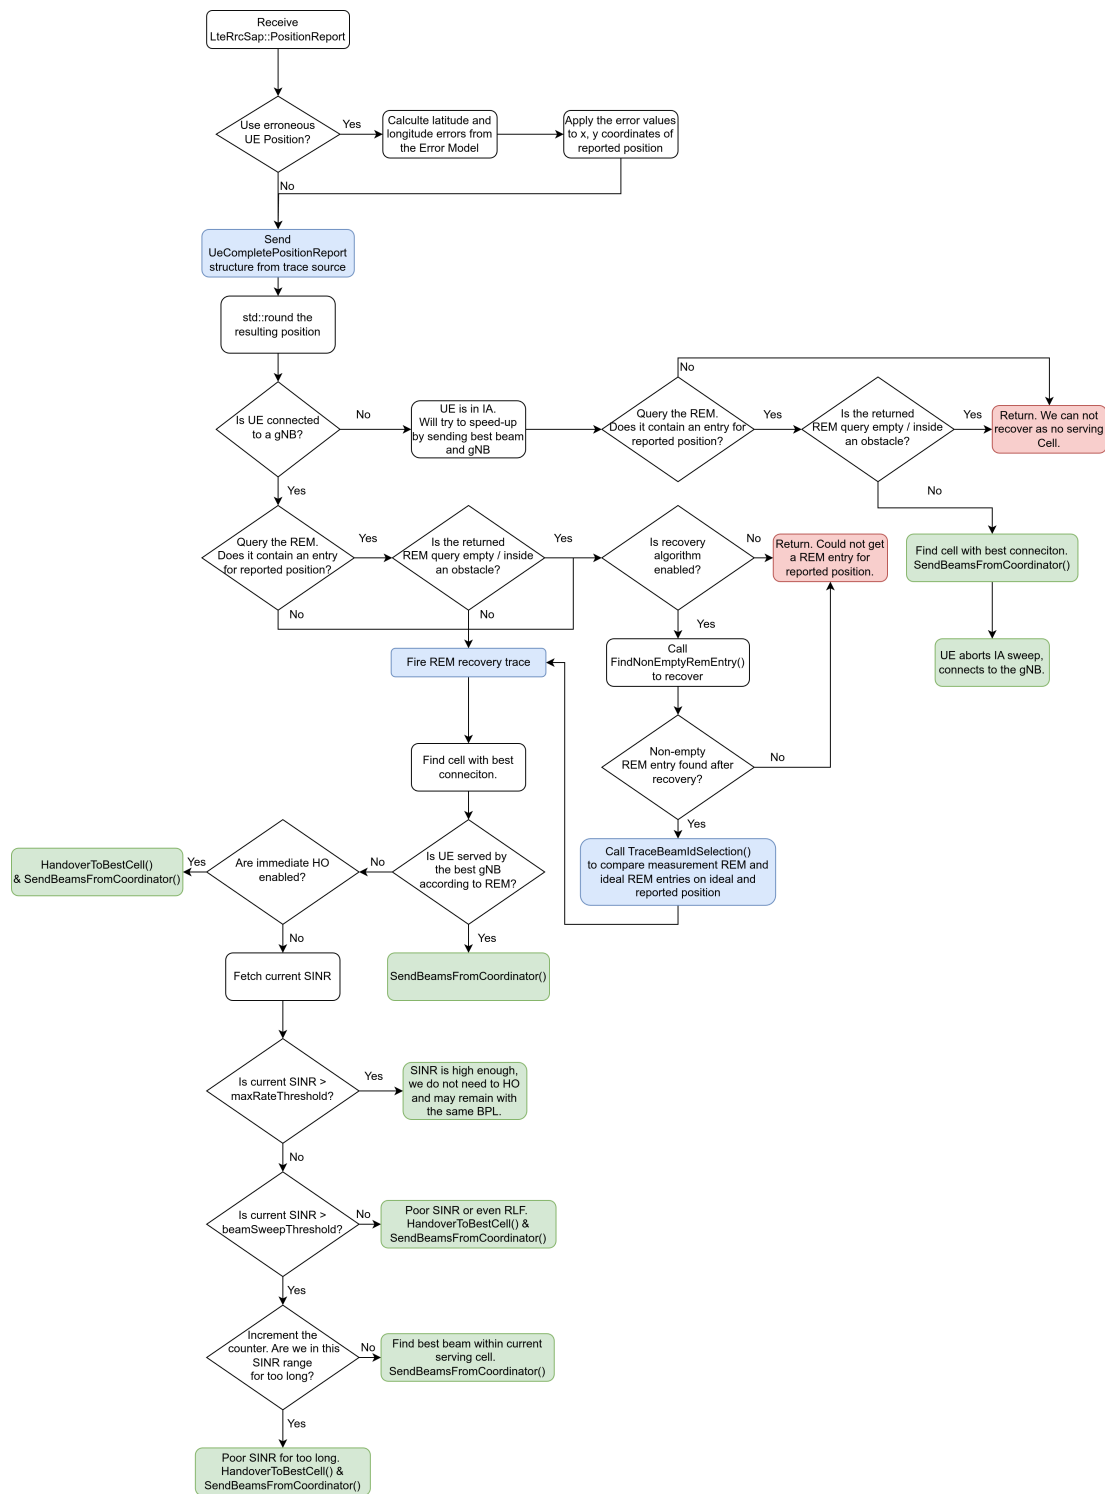 Receive
LteRrcSap::PositionReport
Use erroneous
UE Position?
Yes
Calculte latitude and
longitude errors from
the Error Model
Apply the error values
to x, y coordinates of
reported position
No
Send
UeCompletePositionReport
structure from trace source
std::round the
resulting position
Is UE connected
to a gNB?
No
UE is in IA.
Will try to speed-up
by sending best beam
and gNB
Query the REM.
Does it contain an entry for
reported position?
No
Yes
Is the returned
REM query empty / inside
an obstacle?
Yes
Return. We can not
recover as no serving
Cell.
No
Find cell with best conneciton.
SendBeamsFromCoordinator()
UE aborts IA sweep,
connects to the gNB.
Yes
Query the REM.
Does it contain an entry
for reported position?
Yes
No
Is the returned
REM query empty / inside
an obstacle?
Yes
No
Is recovery
algorithm
enabled?
No
Return. Could not get
a REM entry for
reported position.
Yes
Call
FindNonEmptyRemEntry()
to recover
Non-empty
REM entry found after
recovery?
No
Yes
Call TraceBeamIdSelection()
to compare measurement REM and
ideal REM entries on ideal and
reported position
Fire REM recovery trace
Find cell with best
conneciton.
Is UE served by
the best gNB
according to REM?
Yes
SendBeamsFromCoordinator()
No
Are immediate HO
enabled?
Yes
HandoverToBestCell()
& SendBeamsFromCoordinator()
No
Fetch current SINR
Is current SINR >
maxRateThreshold?
Yes
SINR is high enough,
we do not need to HO
and may remain with
the same BPL.
No
Is current SINR >
beamSweepThreshold?
No
Poor SINR or even RLF.
HandoverToBestCell() &
SendBeamsFromCoordinator()
Yes
Increment the
counter. Are we in this
SINR range
for too long?
No
Find best beam within current
serving cell.
SendBeamsFromCoordinator()
Yes
Poor SINR for too long.
HandoverToBestCell() &
SendBeamsFromCoordinator()